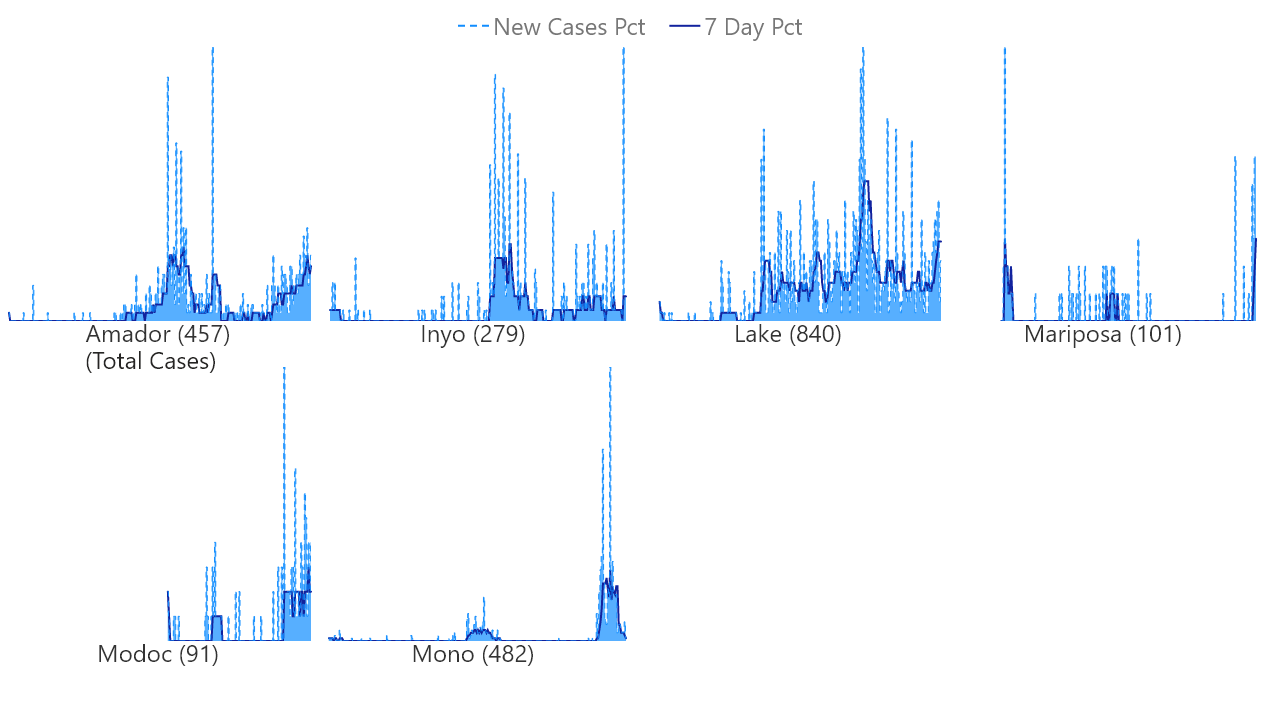 New Cases Pct 7 Day Pct
Amador (457)
(Total Cases)
Inyo (279)
Lake (840)
Mariposa (101)
Modoc (91)
Mono (482)